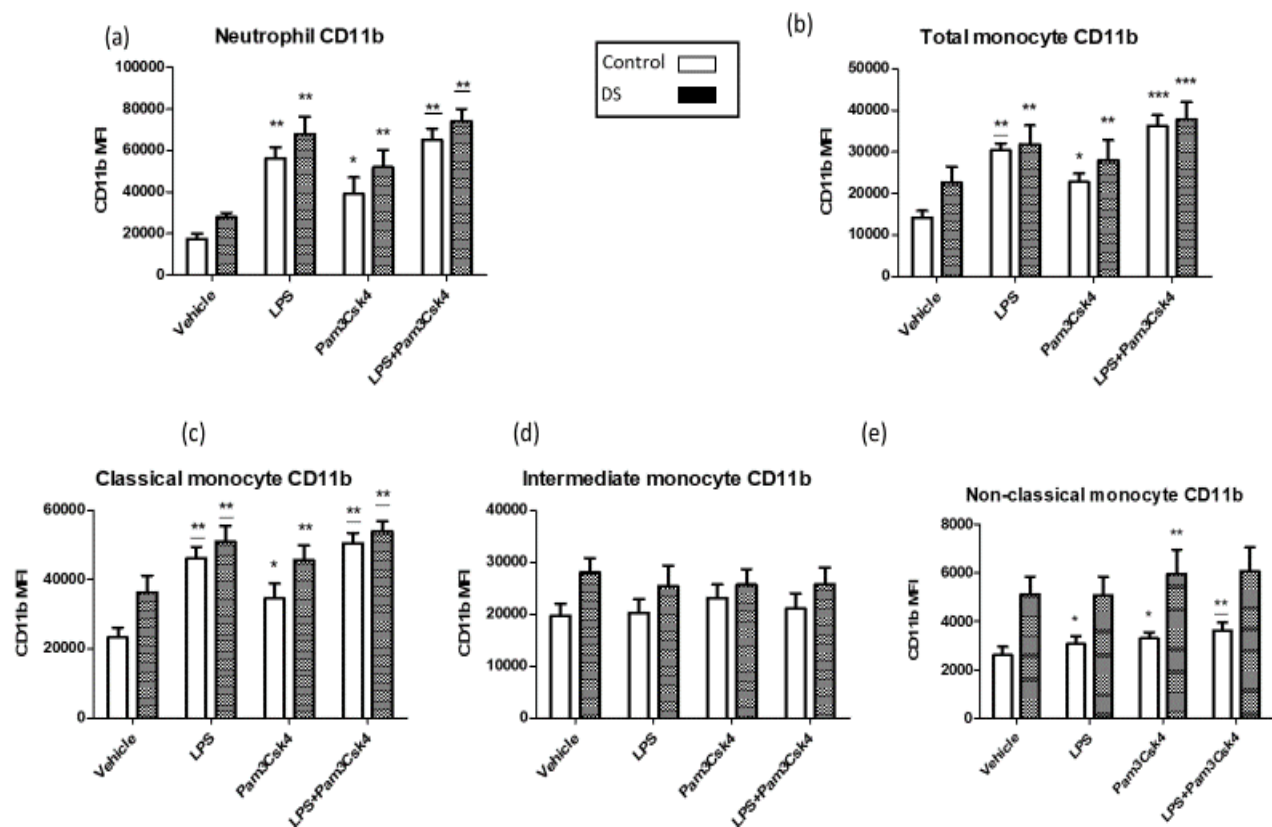 (a)
Neutrophil CD11b
CD11b MFI
100000
80000
60000
40000
20000
0
** ** * ** ** **
Vehicle
LPS
Pam3Csk4
LPS+Pam3Csk4
Control
DS
(b)
Total monocyte CD11b
CD11b MFI
50000
40000
30000
20000
10000
0
** ** * ** *** ***
Vehicle
LPS
Pam3Csk4
LPS+Pam3Csk4
(c)
Classical monocyte CD11b
CD11b MFI
60000
40000
20000
0
** ** * ** ** **
Vehicle
LPS
Pam3Csk4
LPS+Pam3Csk4
(d)
Intermediate monocyte CD11b
CD11b MFI
40000
30000
20000
10000
0
Vehicle
LPS
Pam3Csk4
LPS+Pam3Csk4
(e)
Non-classical monocyte CD11b
CD11b MFI
8000
6000
4000
2000
0
* * ** **
Vehicle
LPS
Pam3Csk4
LPS+Pam3Csk4